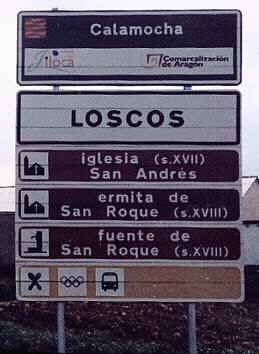 Calamocha
Jiloca
Comarcalización
de Aragón
LOSCOS
iglesia (s.XVII)
San Andrés
ermita de
San Roque (s.XVIII)
fuente de
San Roque (s.XVIII)